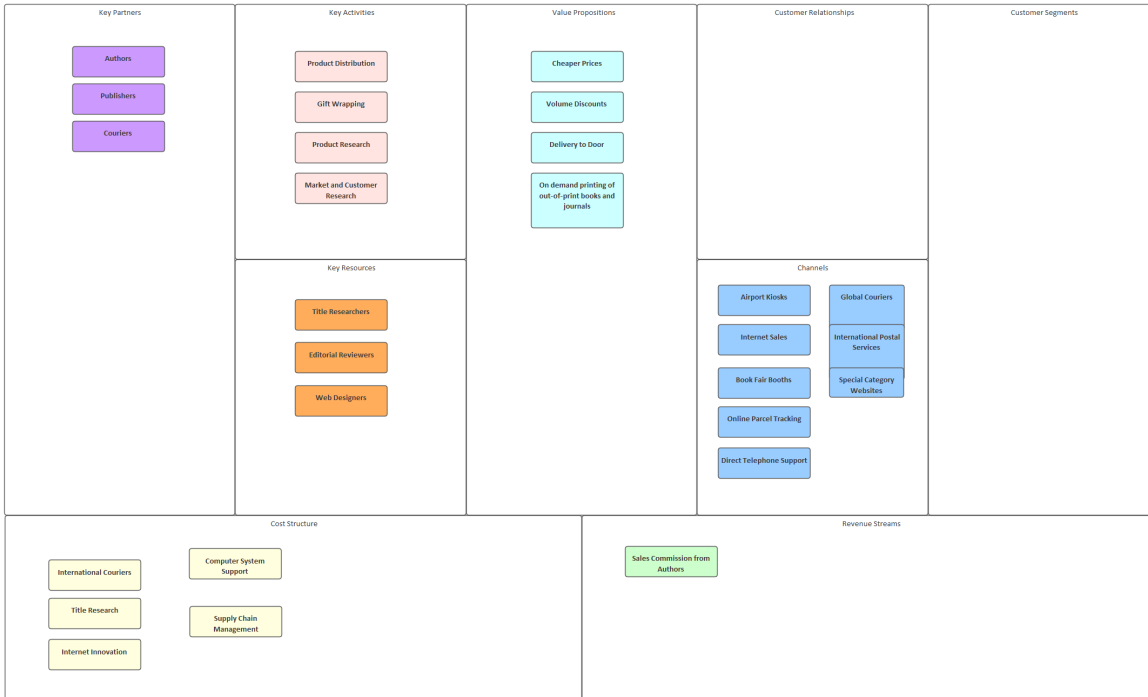 Key Partners
Authors
Publishers
Couriers
Key Activities
Product Distribution
Gift Wrapping
Product Research
Market and Customer
Research
Key Resources
Title Researchers
Editorial Reviewers
Web Designers
Value Propositions
Cheaper Prices
Volume Discounts
Delivery to Door
On demand printing of
out-of-print books and
journals
Customer Relationships
Channels
Airport Kiosks
Internet Sales
Book Fair Booths
Online Parcel Tracking
Direct Telephone Support
Global Couriers
International Postal
Services
Special Category
Websites
Customer Segments
Cost Structure
International Couriers
Title Research
Internet Innovation
Computer System
Support
Supply Chain
Management
Revenue Streams
Sales Commission from
Authors